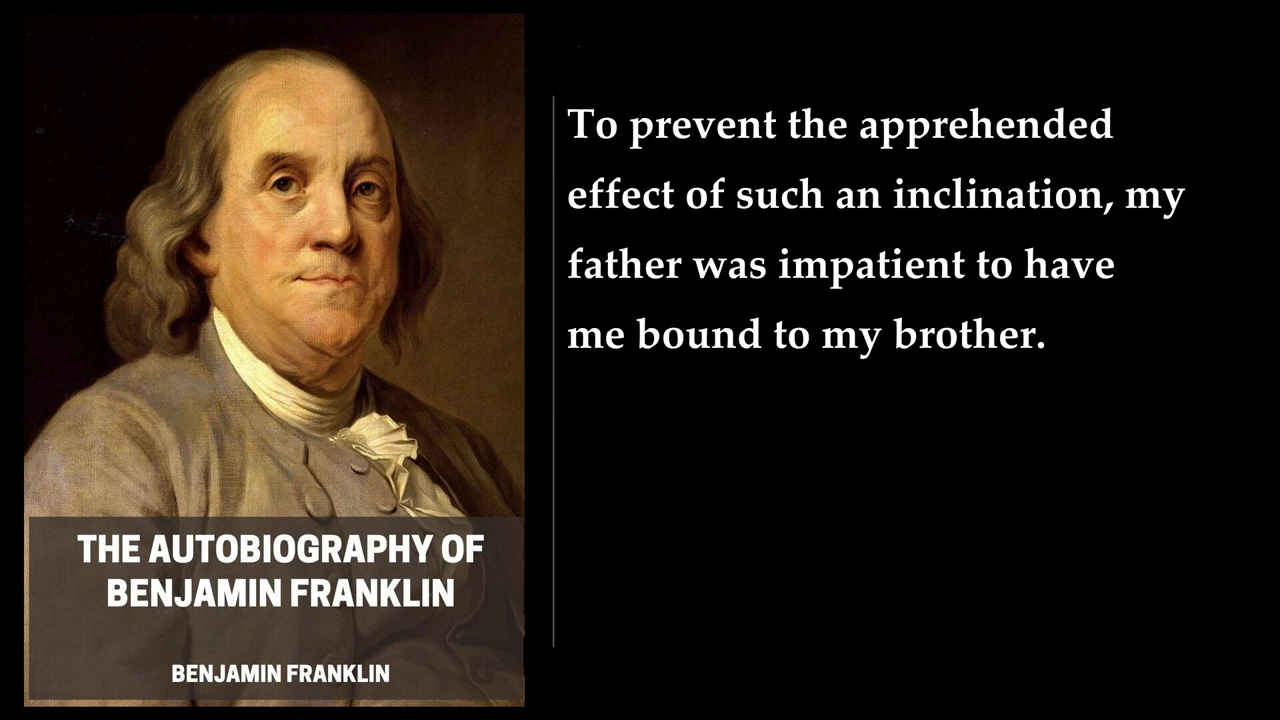 THE AUTOBIOGRAPHY OF
BENJAMIN FRANKLIN
BENJAMIN FRANKLIN
To prevent the apprehended
effect of such an inclination, my
father was impatient to have
me bound to my brother.